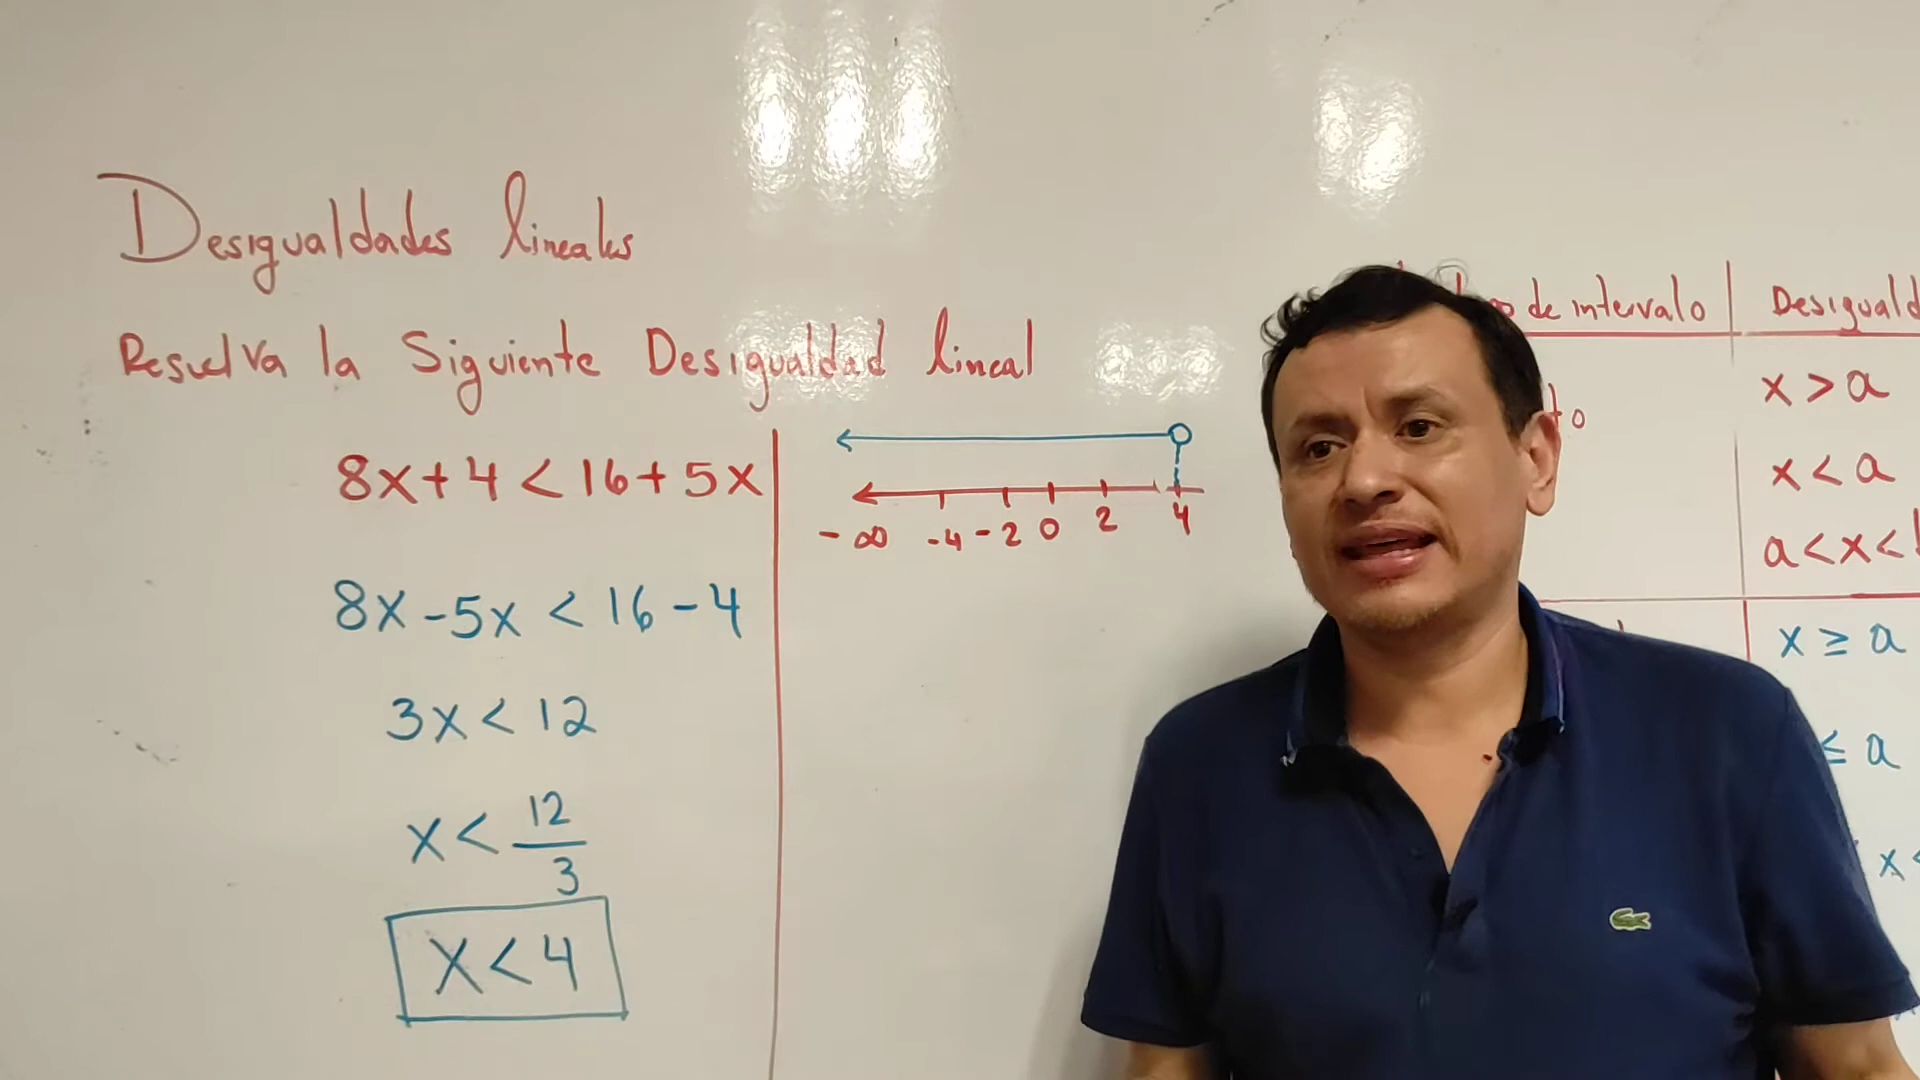 Desigualdades lineales
Resuelva la Siguiente Desigualdad lineal
8x+4<16+5x
8x-5x<16-4
3x<12
x<12/3
x<4
-∞ -4 -2 0 2 4
de intervalo
x>a
x<a
a<x<
x≥a
≤a
x<